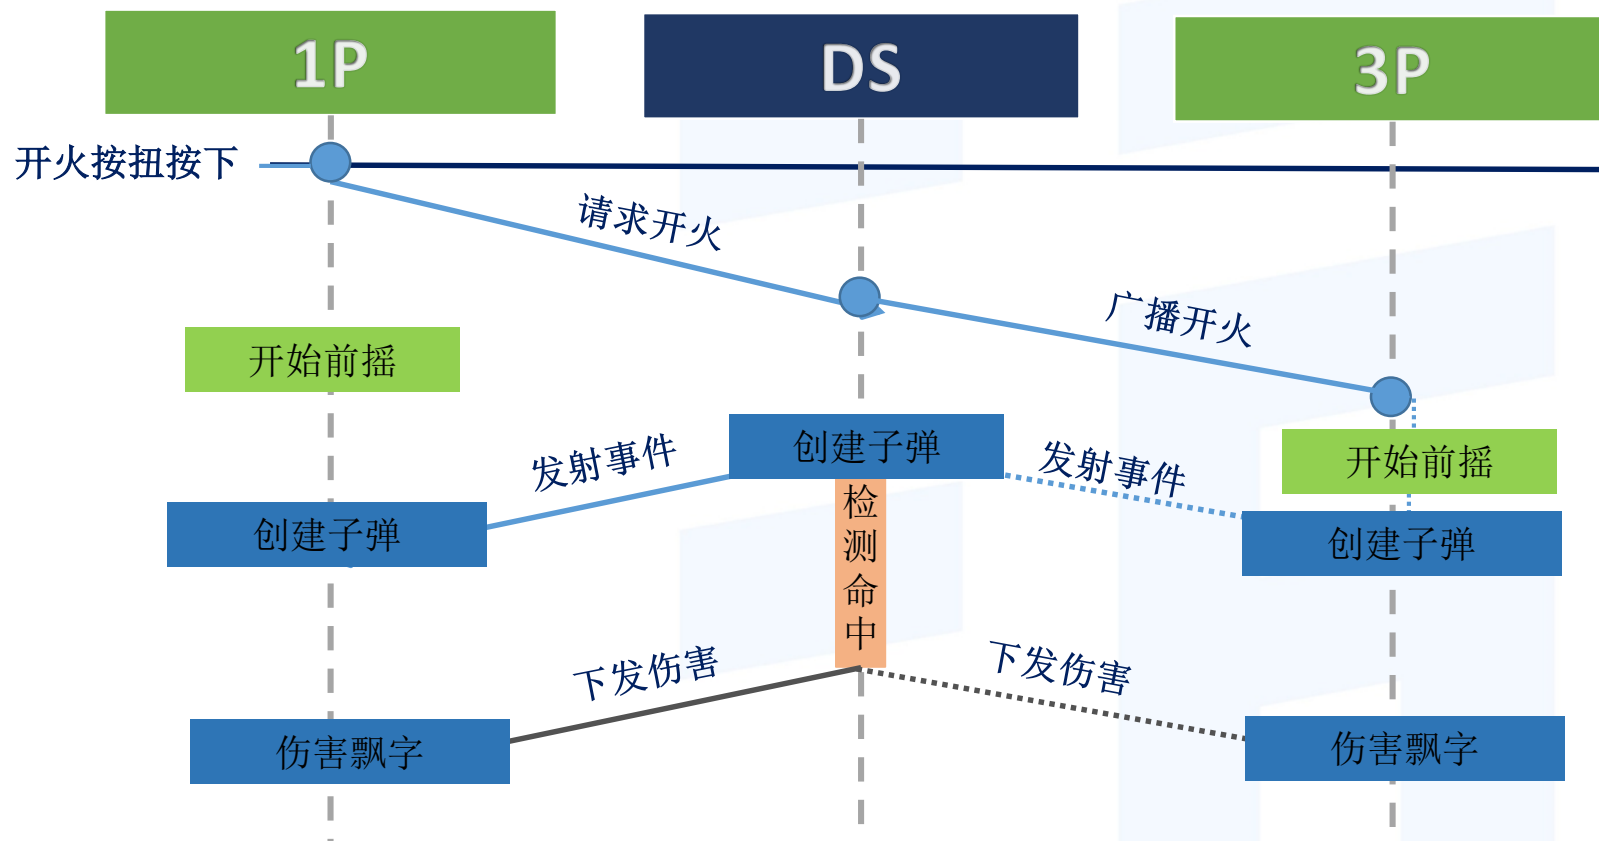 1P
DS
3P
开火按扭按下
请求开火
广播开火
开始前摇
创建子弹
发射事件
发射事件
开始前摇
检测命中
创建子弹
创建子弹
下发伤害
下发伤害
伤害飘字
伤害飘字